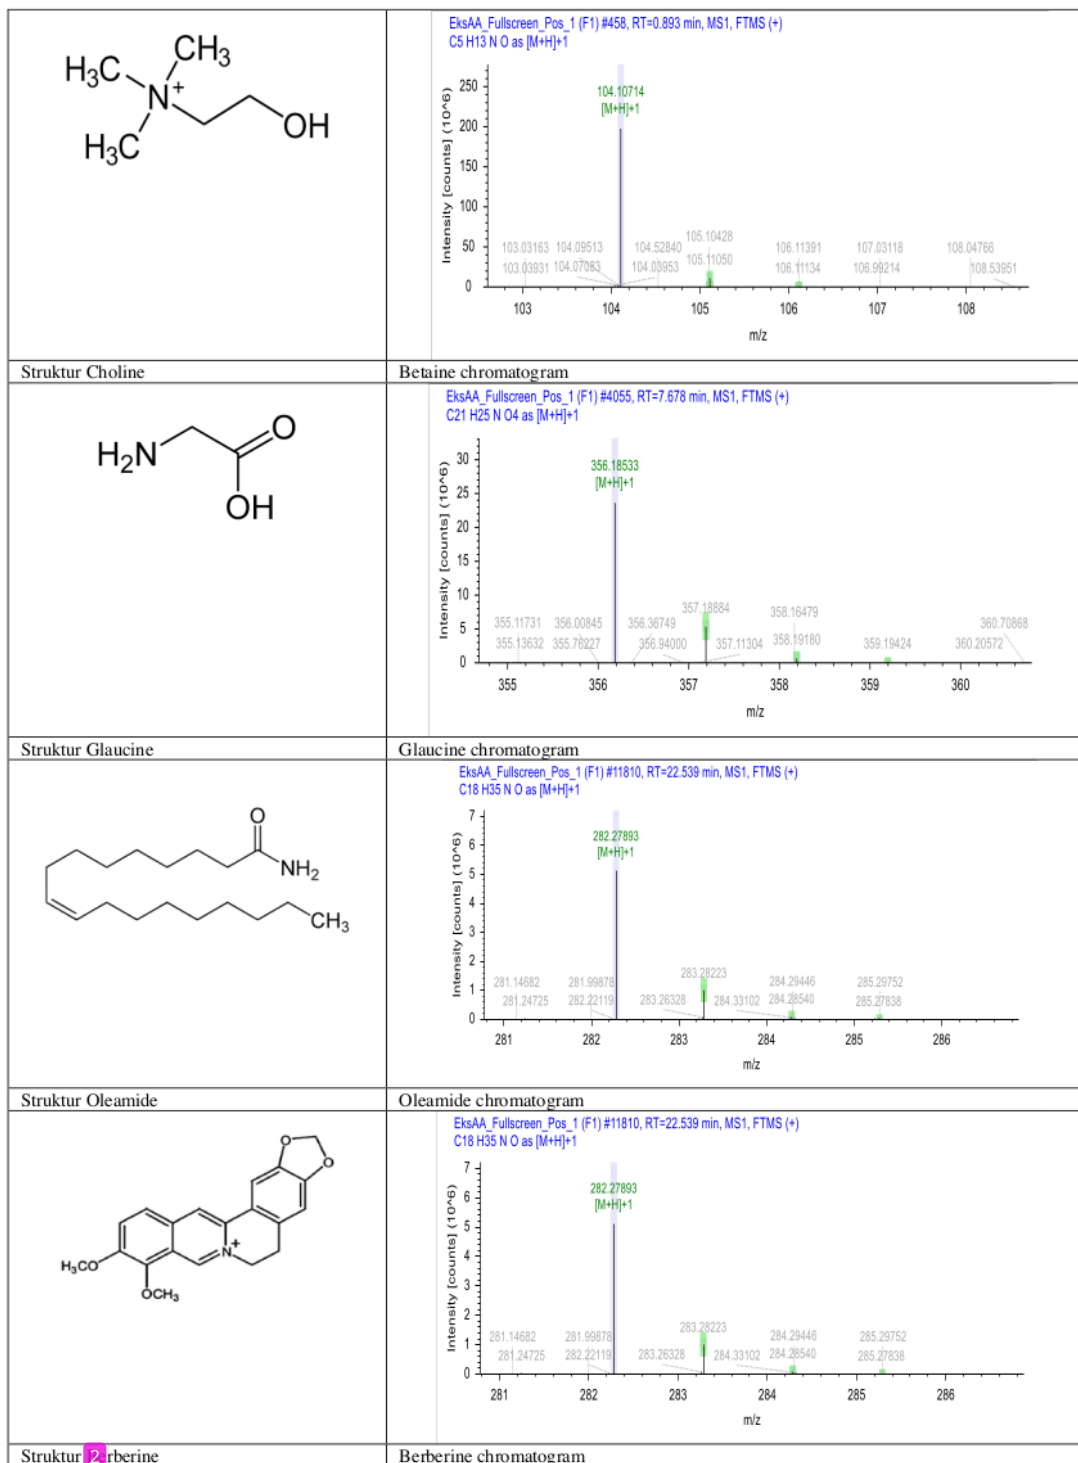 H₃C
CH₃
N⁺
H₃C
OH
EksAA_Fullscreen_Pos_1 (F1) #458, RT=0.893 min, MS1, FTMS (+)
C5 H13 N O as [M+H]+1
Intensity [counts] (10^6)
250
200
150
100
50
0
104.10714
[M+H]+1
103.03163 104.09513 104.52840 105.10428 106.11391 107.03118 108.04766
103.03931 104.07083 104.03953 105.11050 106.11134 106.99214 108.53951
103 104 105 106 107 108
m/z
Struktur Choline
Betaine chromatogram
H₂N
O
OH
EksAA_Fullscreen_Pos_1 (F1) #4055, RT=7.678 min, MS1, FTMS (+)
C21 H25 N O4 as [M+H]+1
Intensity [counts] (10^6)
30
25
20
15
10
5
0
356.18533
[M+H]+1
355.11731 356.00845 356.36749 357.18884 358.16479 360.70868
355.13632 355.76227 356.94000 357.11304 358.19180 359.19424 360.20572
355 356 357 358 359 360
m/z
Struktur Glaucine
Glaucine chromatogram
O
NH₂
CH₃
EksAA_Fullscreen_Pos_1 (F1) #11810, RT=22.539 min, MS1, FTMS (+)
C18 H35 N O as [M+H]+1
Intensity [counts] (10^6)
7
6
5
4
3
2
1
0
282.27893
[M+H]+1
281.14682 281.99878 283.28223 284.29446 285.29752
281.24725 282.22119 283.26328 284.33102 284.28540 285.27838
281 282 283 284 285 286
m/z
Struktur Oleamide
Oleamide chromatogram
O
O
N⁺
H₃CO
OCH₃
EksAA_Fullscreen_Pos_1 (F1) #11810, RT=22.539 min, MS1, FTMS (+)
C18 H35 N O as [M+H]+1
Intensity [counts] (10^6)
7
6
5
4
3
2
1
0
282.27893
[M+H]+1
281.14682 281.99878 283.28223 284.29446 285.29752
281.24725 282.22119 283.26328 284.33102 284.28540 285.27838
281 282 283 284 285 286
m/z
Struktur 2 erberine
Berberine chromatogram